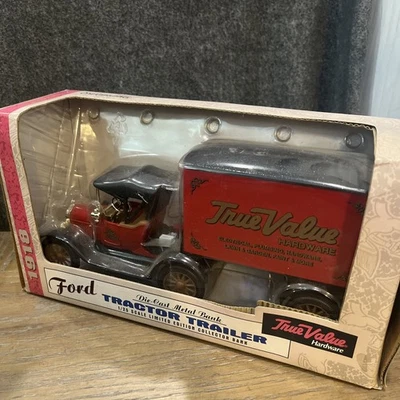 True Value
HARDWARE
1918
Ford
Die-Cast Metal Bank
TRACTOR TRAILER
1/25 SCALE LIMITED EDITION COLLECTOR BANK
True Value
Hardware